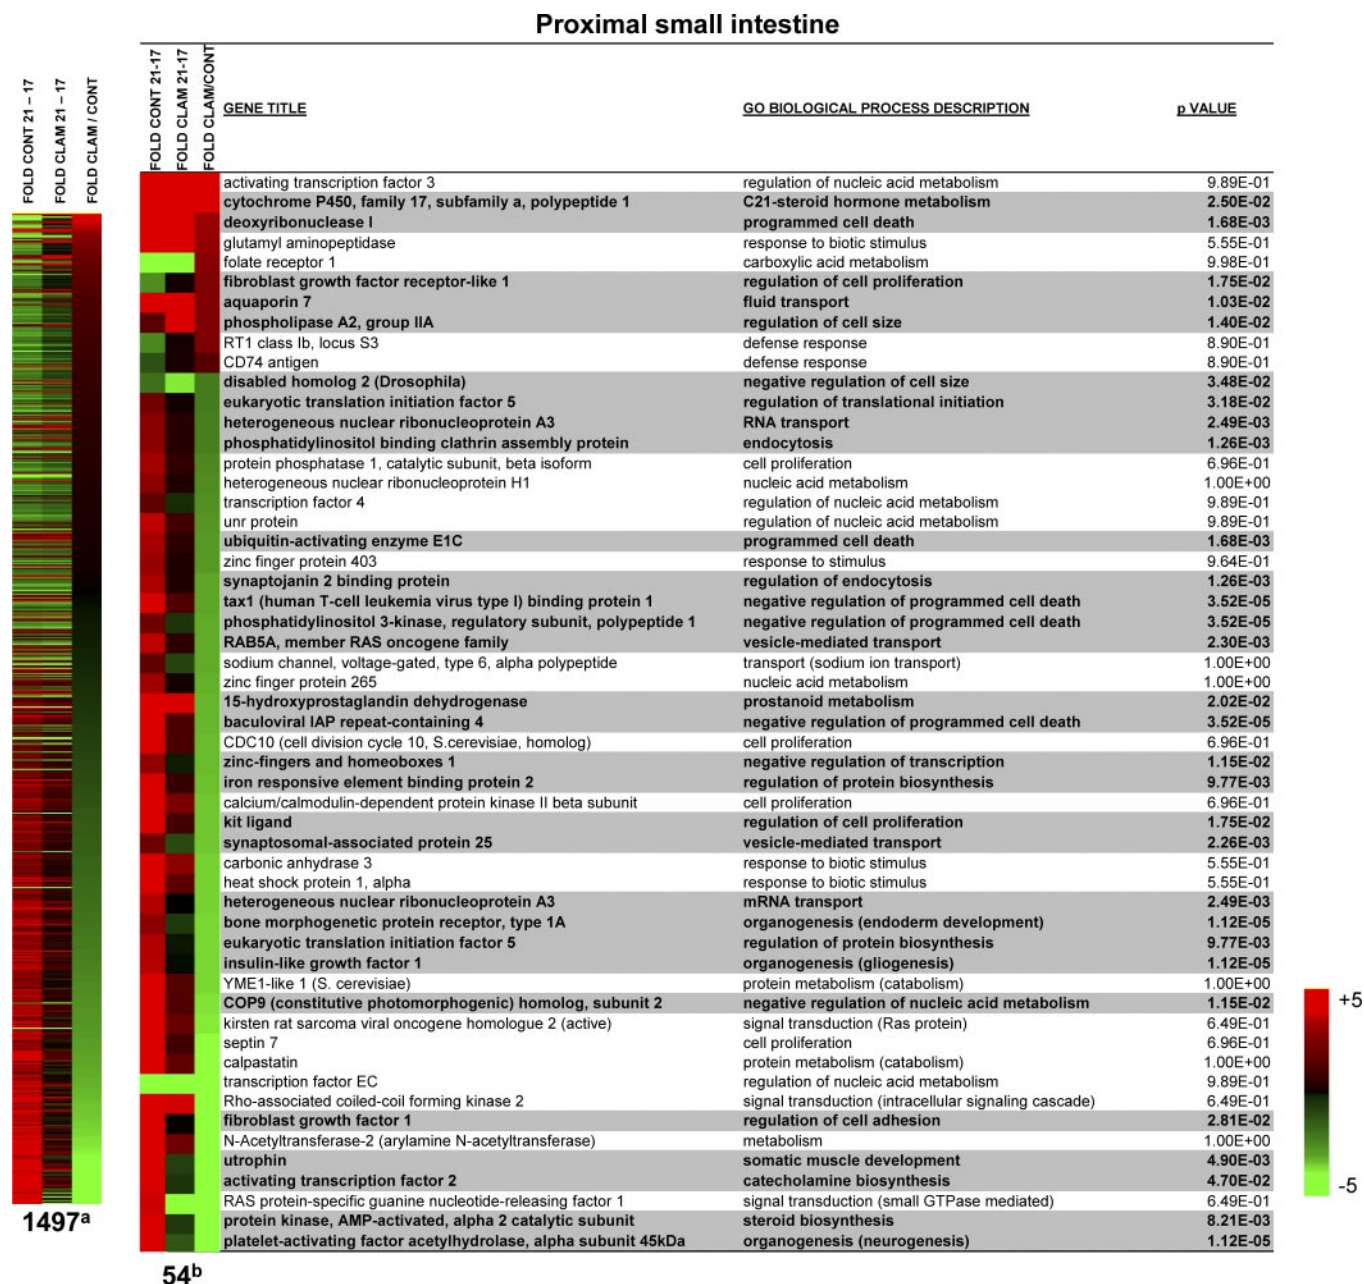 Proximal small intestine
FOLD CONT 21 – 17
FOLD CLAM 21 – 17
FOLD CLAM / CONT
FOLD CONT 21-17
FOLD CLAM 21-17
FOLD CLAM/CONT
GENE TITLE GO BIOLOGICAL PROCESS DESCRIPTION p VALUE
activating transcription factor 3 regulation of nucleic acid metabolism 9.89E-01
cytochrome P450, family 17, subfamily a, polypeptide 1 C21-steroid hormone metabolism 2.50E-02
deoxyribonuclease I programmed cell death 1.68E-03
glutamyl aminopeptidase response to biotic stimulus 5.55E-01
folate receptor 1 carboxylic acid metabolism 9.98E-01
fibroblast growth factor receptor-like 1 regulation of cell proliferation 1.75E-02
aquaporin 7 fluid transport 1.03E-02
phospholipase A2, group IIA regulation of cell size 1.40E-02
RT1 class Ib, locus S3 defense response 8.90E-01
CD74 antigen defense response 8.90E-01
disabled homolog 2 (Drosophila) negative regulation of cell size 3.48E-02
eukaryotic translation initiation factor 5 regulation of translational initiation 3.18E-02
heterogeneous nuclear ribonucleoprotein A3 RNA transport 2.49E-03
phosphatidylinositol binding clathrin assembly protein endocytosis 1.26E-03
protein phosphatase 1, catalytic subunit, beta isoform cell proliferation 6.96E-01
heterogeneous nuclear ribonucleoprotein H1 nucleic acid metabolism 1.00E+00
transcription factor 4 regulation of nucleic acid metabolism 9.89E-01
unr protein regulation of nucleic acid metabolism 9.89E-01
ubiquitin-activating enzyme E1C programmed cell death 1.68E-03
zinc finger protein 403 response to stimulus 9.64E-01
synaptojanin 2 binding protein regulation of endocytosis 1.26E-03
tax1 (human T-cell leukemia virus type I) binding protein 1 negative regulation of programmed cell death 3.52E-05
phosphatidylinositol 3-kinase, regulatory subunit, polypeptide 1 negative regulation of programmed cell death 3.52E-05
RAB5A, member RAS oncogene family vesicle-mediated transport 2.30E-03
sodium channel, voltage-gated, type 6, alpha polypeptide transport (sodium ion transport) 1.00E+00
zinc finger protein 265 nucleic acid metabolism 1.00E+00
15-hydroxyprostaglandin dehydrogenase prostanoid metabolism 2.02E-02
baculoviral IAP repeat-containing 4 negative regulation of programmed cell death 3.52E-05
CDC10 (cell division cycle 10, S.cerevisiae, homolog) cell proliferation 6.96E-01
zinc-fingers and homeoboxes 1 negative regulation of transcription 1.15E-02
iron responsive element binding protein 2 regulation of protein biosynthesis 9.77E-03
calcium/calmodulin-dependent protein kinase II beta subunit cell proliferation 6.96E-01
kit ligand regulation of cell proliferation 1.75E-02
synaptosomal-associated protein 25 vesicle-mediated transport 2.26E-03
carbonic anhydrase 3 response to biotic stimulus 5.55E-01
heat shock protein 1, alpha response to biotic stimulus 5.55E-01
heterogeneous nuclear ribonucleoprotein A3 mRNA transport 2.49E-03
bone morphogenetic protein receptor, type 1A organogenesis (endoderm development) 1.12E-05
eukaryotic translation initiation factor 5 regulation of protein biosynthesis 9.77E-03
insulin-like growth factor 1 organogenesis (gliogenesis) 1.12E-05
YME1-like 1 (S. cerevisiae) protein metabolism (catabolism) 1.00E+00
COP9 (constitutive photomorphogenic) homolog, subunit 2 negative regulation of nucleic acid metabolism 1.15E-02
kirsten rat sarcoma viral oncogene homologue 2 (active) signal transduction (Ras protein) 6.49E-01
septin 7 cell proliferation 6.96E-01
calpastatin protein metabolism (catabolism) 1.00E+00
transcription factor EC regulation of nucleic acid metabolism 9.89E-01
Rho-associated coiled-coil forming kinase 2 signal transduction (intracellular signaling cascade) 6.49E-01
fibroblast growth factor 1 regulation of cell adhesion 2.81E-02
N-Acetyltransferase-2 (arylamine N-acetyltransferase) metabolism 1.00E+00
utrophin somatic muscle development 4.90E-03
activating transcription factor 2 catecholamine biosynthesis 4.70E-02
RAS protein-specific guanine nucleotide-releasing factor 1 signal transduction (small GTPase mediated) 6.49E-01
protein kinase, AMP-activated, alpha 2 catalytic subunit steroid biosynthesis 8.21E-03
platelet-activating factor acetylhydrolase, alpha subunit 45kDa organogenesis (neurogenesis) 1.12E-05
+5
-5
1497a
54b